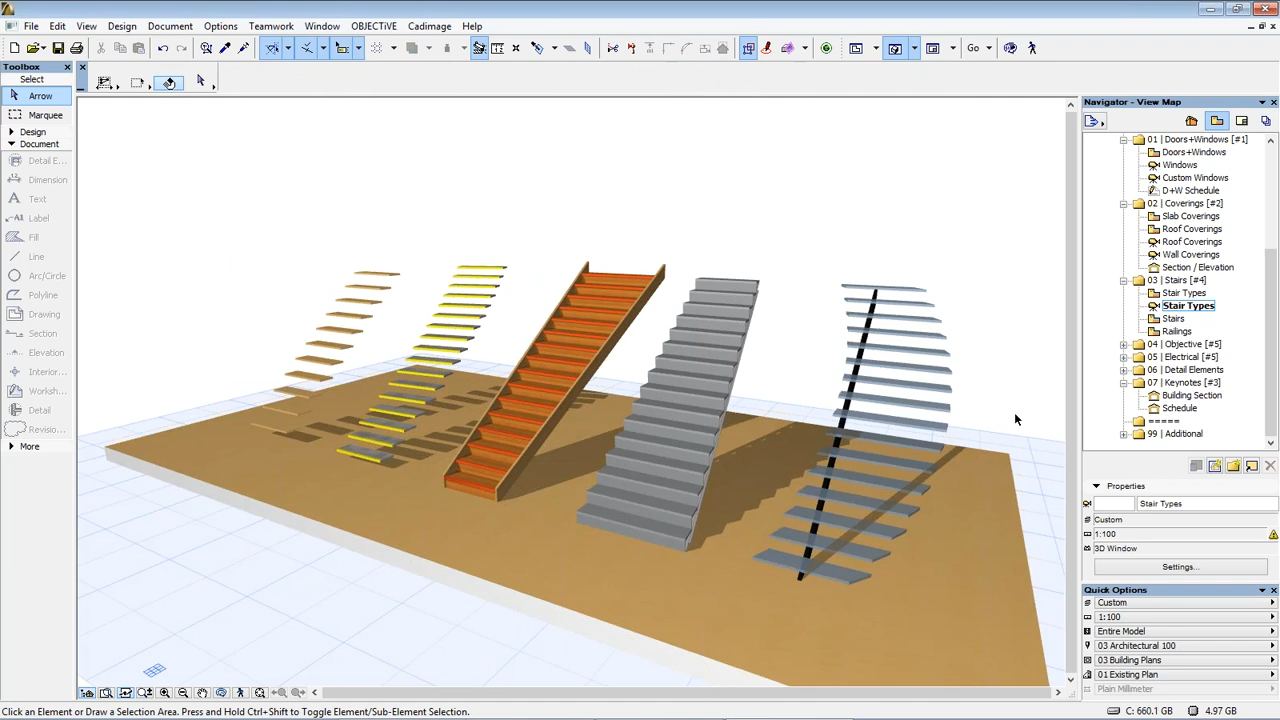 File Edit View Design Document Options Teamwork Window OBJECTiVE Cadimage Help
Go
Toolbox
Select
Arrow
Marquee
Design
Document
Detail E...
Dimension
Text
Label
Fill
Line
Arc/Circle
Polyline
Drawing
Section
Elevation
Interior...
Worksh...
Detail
Revisio...
More
Navigator - View Map
01 | Doors+Windows [#1]
Doors+Windows
Windows
Custom Windows
D+W Schedule
02 | Coverings [#2]
Slab Coverings
Roof Coverings
Roof Coverings
Wall Coverings
Section / Elevation
03 | Stairs [#4]
Stair Types
Stair Types
Stairs
Railings
04 | Objective [#5]
05 | Electrical [#5]
06 | Detail Elements
07 | Keynotes [#3]
Building Section
Schedule
=====
99 | Additional
Properties
Stair Types
Custom
1:100
3D Window
Settings...
Quick Options
Custom
1:100
Entire Model
03 Architectural 100
03 Building Plans
01 Existing Plan
Plain Millimeter
Click an Element or Draw a Selection Area. Press and Hold Ctrl+Shift to Toggle Element/Sub-Element Selection.
C: 660.1 GB 4.97 GB